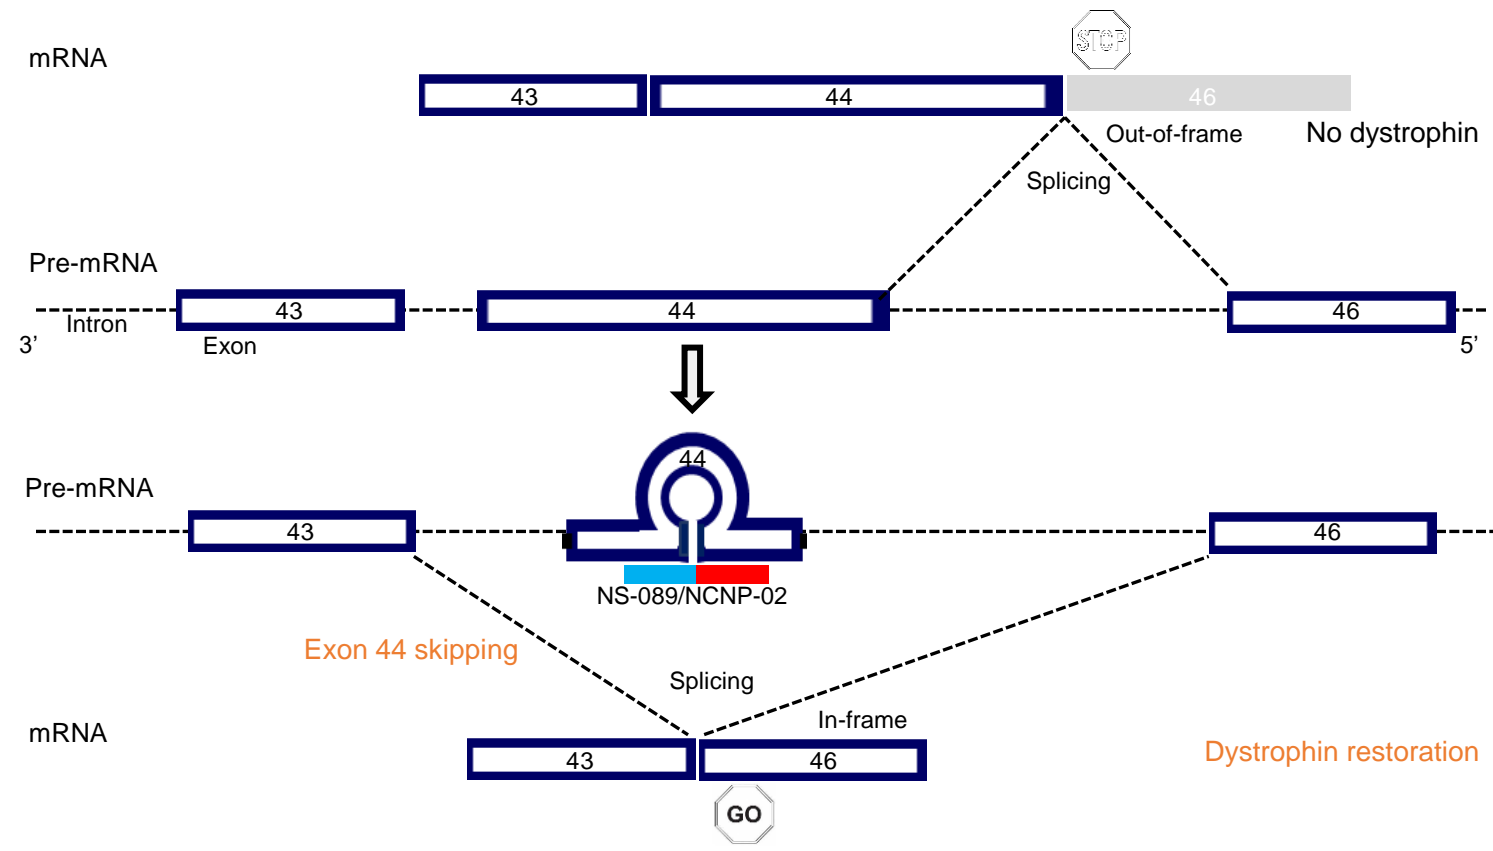 STOP
mRNA
43
44
46
Out-of-frame
No dystrophin
Splicing
Pre-mRNA
43
44
46
Intron
3’
Exon
5’
44
Pre-mRNA
43
46
NS-089/NCNP-02
Exon 44 skipping
Splicing
In-frame
mRNA
43
46
Dystrophin restoration
GO